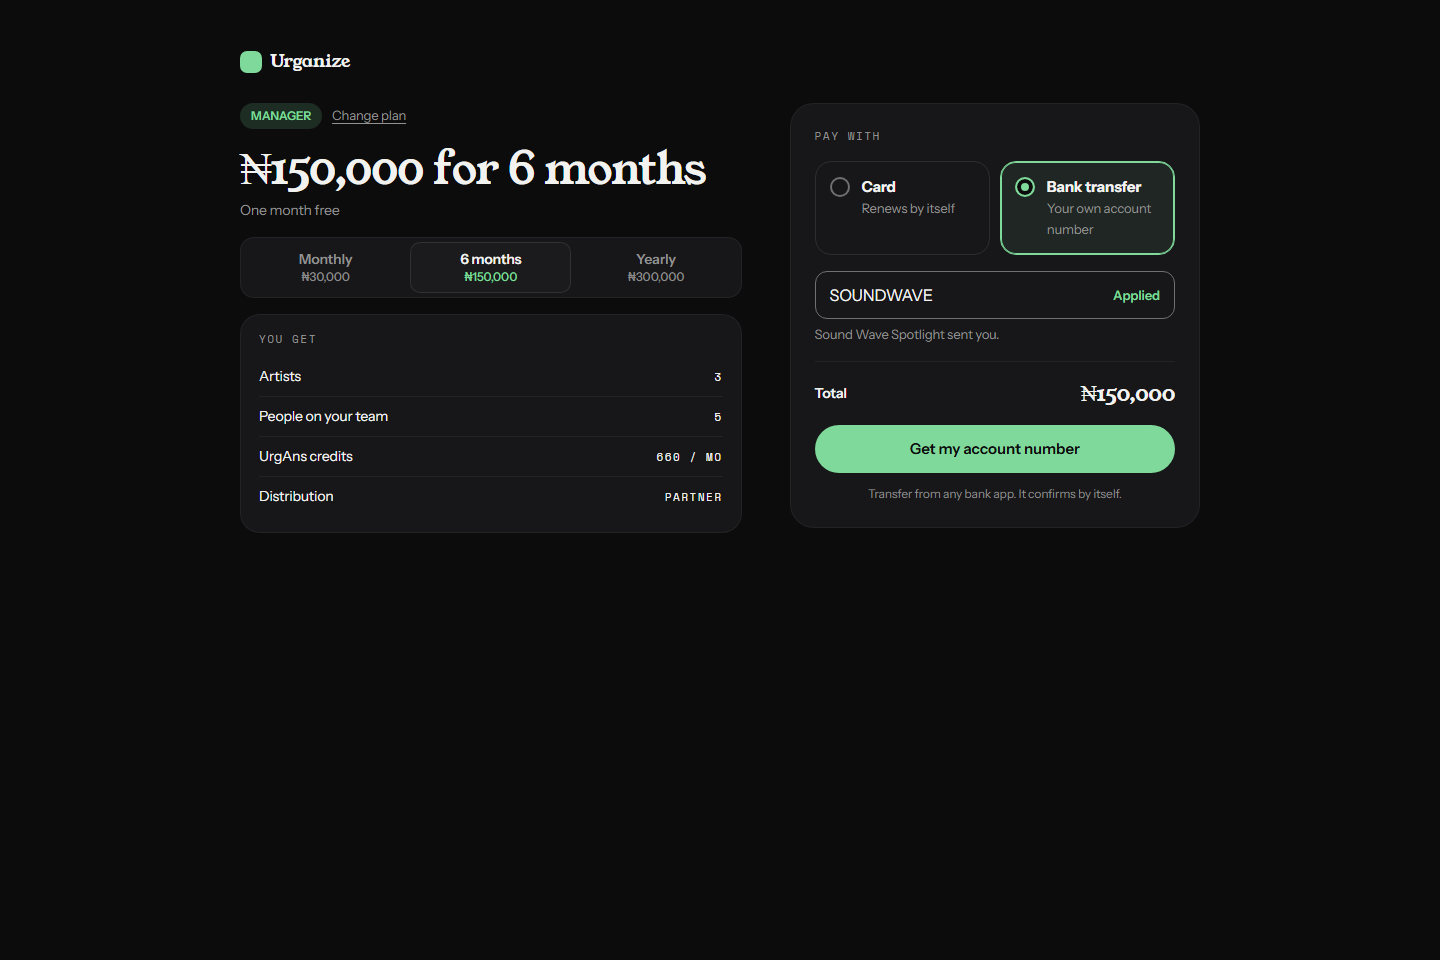 Urganize
MANAGER Change plan
₦150,000 for 6 months
One month free
Monthly
₦30,000
6 months
₦150,000
Yearly
₦300,000
YOU GET
Artists 3
People on your team 5
UrgAns credits 660 / MO
Distribution PARTNER
PAY WITH
Card
Renews by itself
Bank transfer
Your own account
number
SOUNDWAVE Applied
Sound Wave Spotlight sent you.
Total ₦150,000
Get my account number
Transfer from any bank app. It confirms by itself.